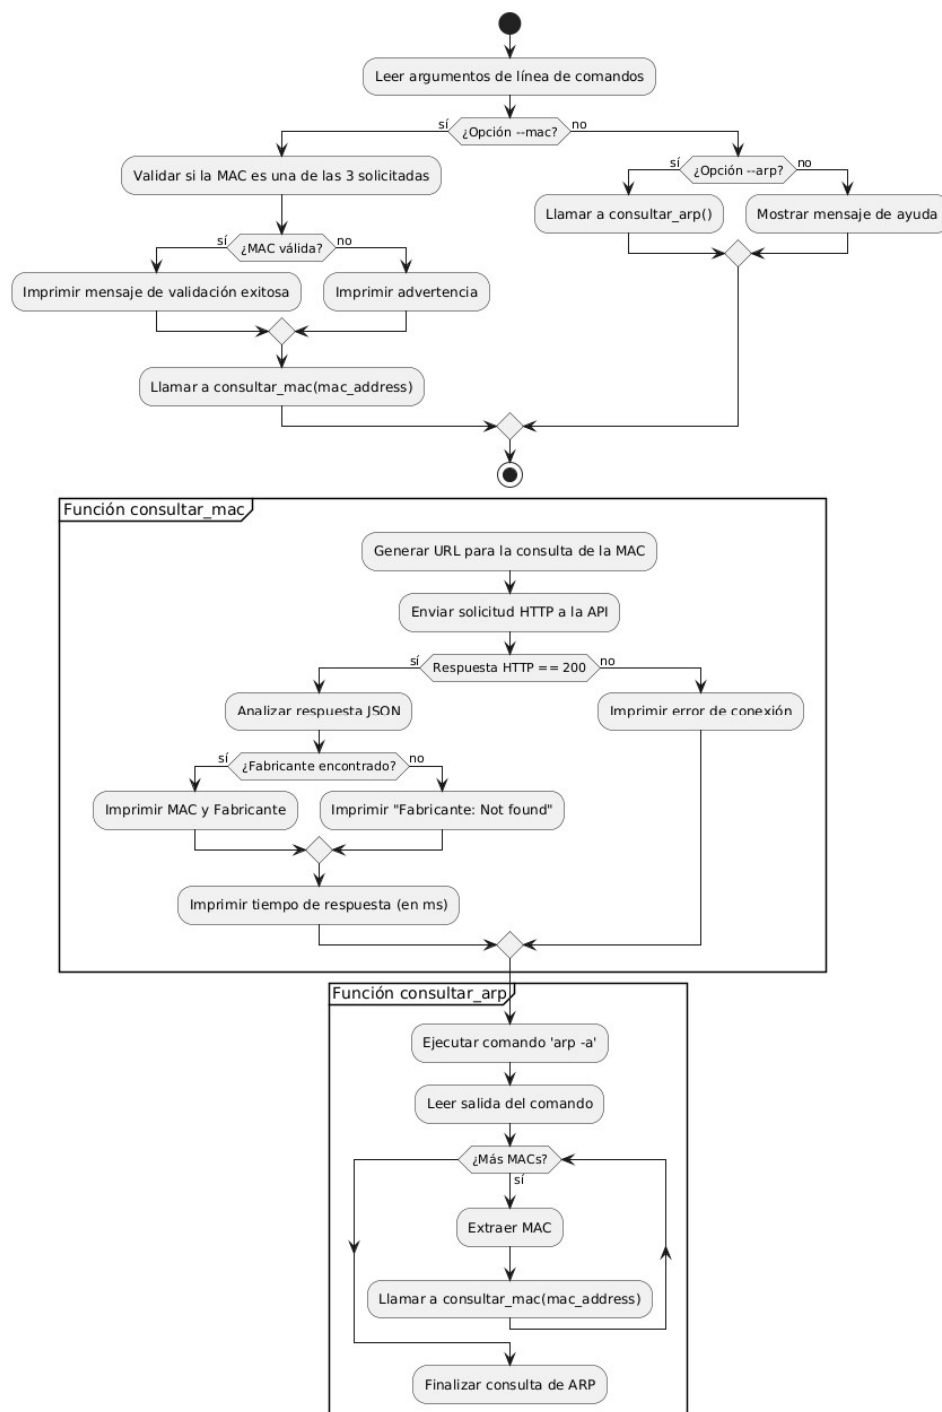 Leer argumentos de línea de comandos
sí
¿Opción --mac?
no
Validar si la MAC es una de las 3 solicitadas
sí
¿MAC válida?
no
Imprimir mensaje de validación exitosa
Imprimir advertencia
Llamar a consultar_mac(mac_address)
sí
¿Opción --arp?
no
Llamar a consultar_arp()
Mostrar mensaje de ayuda
Función consultar_mac
Generar URL para la consulta de la MAC
Enviar solicitud HTTP a la API
sí
Respuesta HTTP == 200
no
Analizar respuesta JSON
Imprimir error de conexión
sí
¿Fabricante encontrado?
no
Imprimir MAC y Fabricante
Imprimir "Fabricante: Not found"
Imprimir tiempo de respuesta (en ms)
Función consultar_arp
Ejecutar comando 'arp -a'
Leer salida del comando
¿Más MACs?
sí
Extraer MAC
Llamar a consultar_mac(mac_address)
Finalizar consulta de ARP